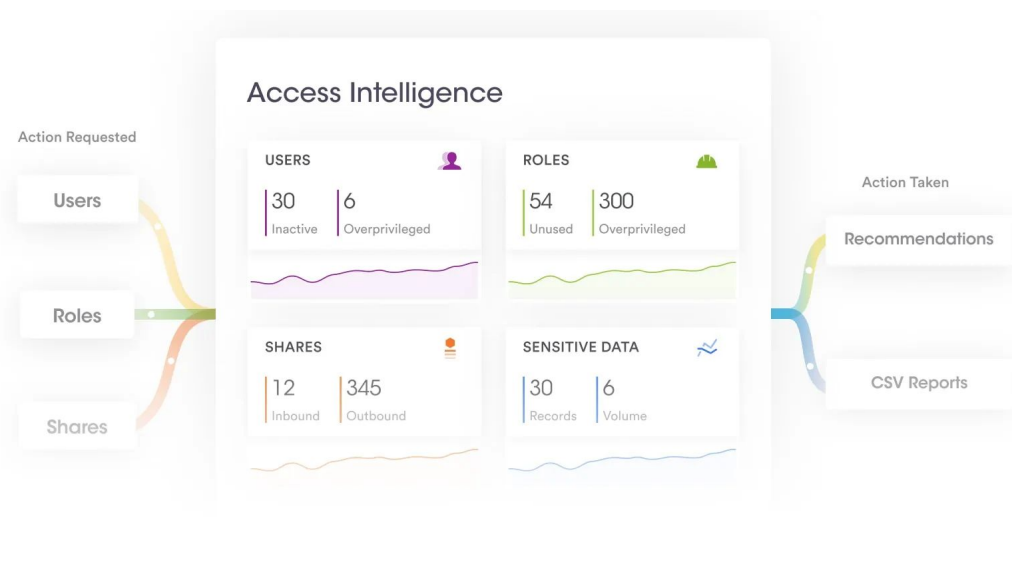 Access Intelligence
Action Requested
Users
Roles
Shares
USERS
30
6
Inactive
Overprivileged
ROLES
54
300
Unused
Overprivileged
SHARES
12
345
Inbound
Outbound
SENSITIVE DATA
30
6
Records
Volume
Action Taken
Recommendations
CSV Reports